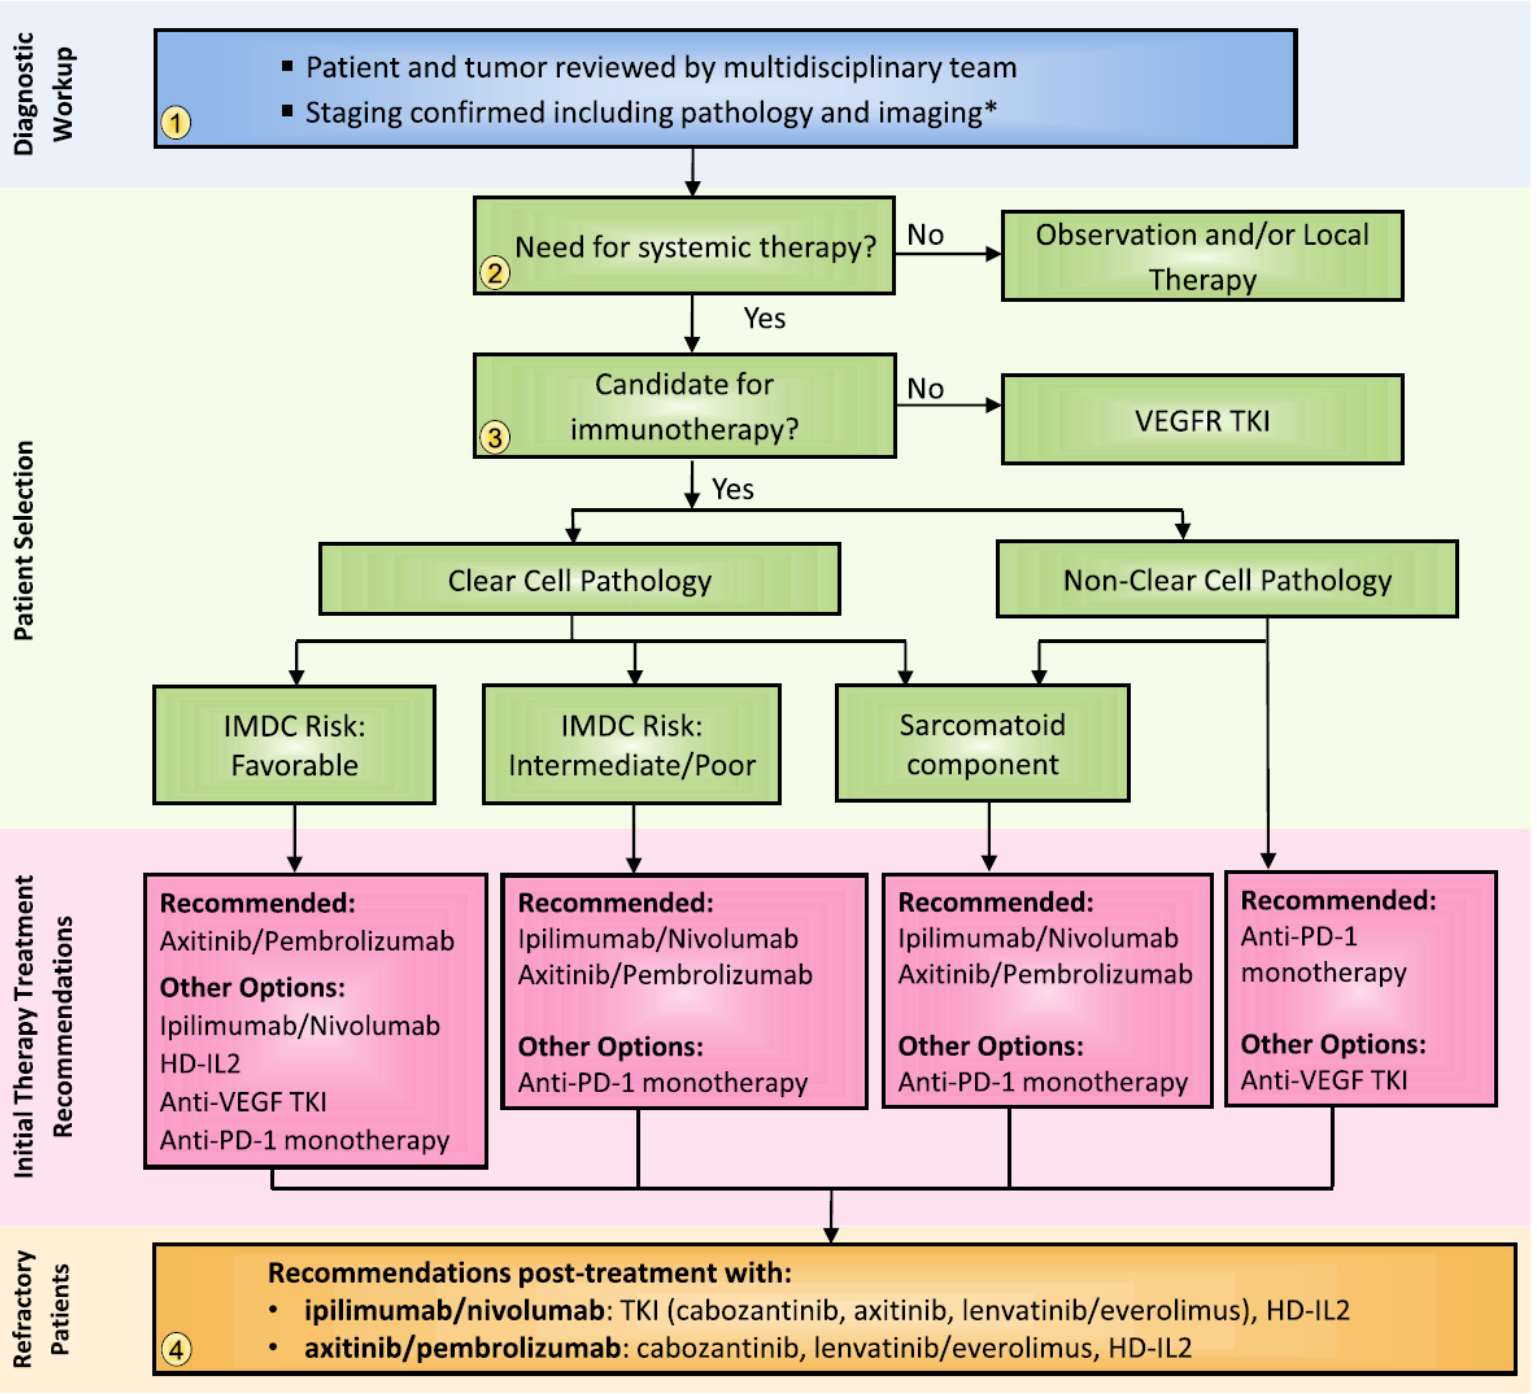 Diagnostic
Workup
▪ Patient and tumor reviewed by multidisciplinary team
▪ Staging confirmed including pathology and imaging*
1
Patient Selection
Need for systemic therapy?
2
No
Observation and/or Local
Therapy
Yes
Candidate for
immunotherapy?
3
No
VEGFR TKI
Yes
Clear Cell Pathology
Non-Clear Cell Pathology
IMDC Risk:
Favorable
IMDC Risk:
Intermediate/Poor
Sarcomatoid
component
Initial Therapy Treatment
Recommendations
Recommended:
Axitinib/Pembrolizumab
Other Options:
Ipilimumab/Nivolumab
HD-IL2
Anti-VEGF TKI
Anti-PD-1 monotherapy
Recommended:
Ipilimumab/Nivolumab
Axitinib/Pembrolizumab
Other Options:
Anti-PD-1 monotherapy
Recommended:
Ipilimumab/Nivolumab
Axitinib/Pembrolizumab
Other Options:
Anti-PD-1 monotherapy
Recommended:
Anti-PD-1
monotherapy
Other Options:
Anti-VEGF TKI
Refractory
Patients
Recommendations post-treatment with:
• ipilimumab/nivolumab: TKI (cabozantinib, axitinib, lenvatinib/everolimus), HD-IL2
• axitinib/pembrolizumab: cabozantinib, lenvatinib/everolimus, HD-IL2
4